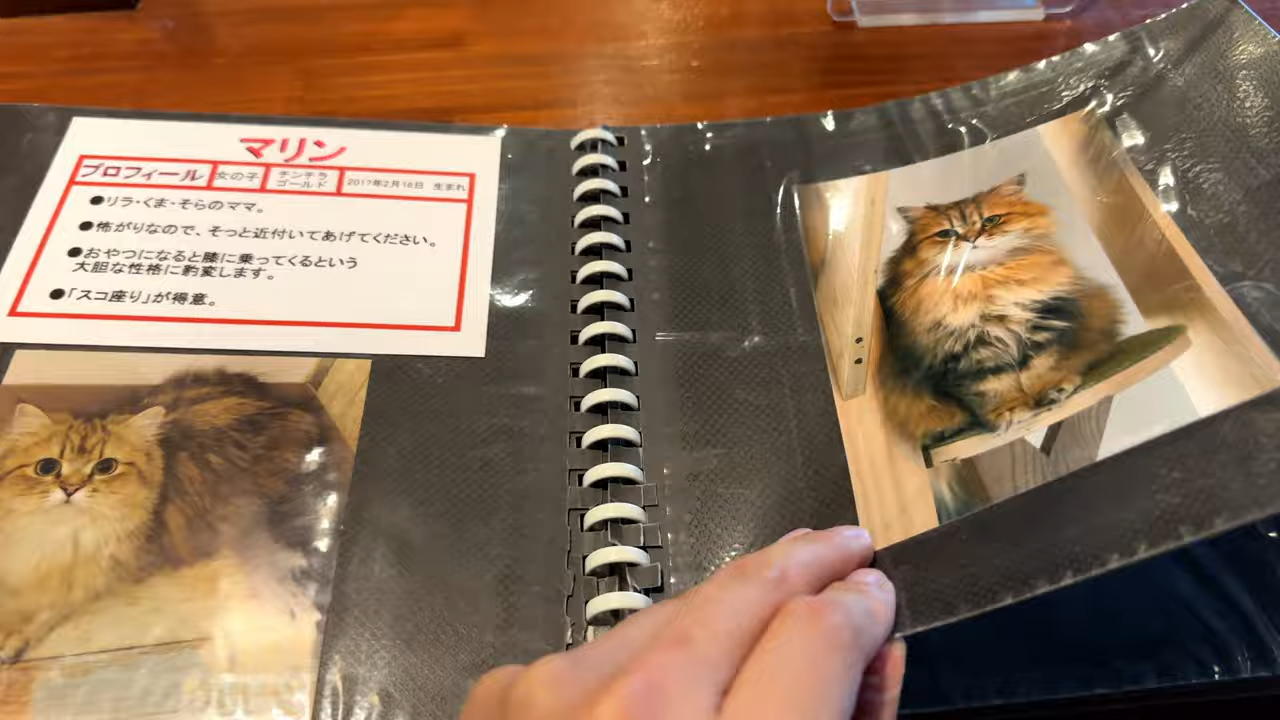 マリン
プロフィール 女の子 チンチラ ゴールド 2017年2月16日 生まれ
●リラ・くま・そらのママ。
●怖がりなので、そっと近付いてあげてください。
●おやつになると膝に乗ってくるという
大胆な性格に豹変します。
●「スコ座り」が得意。